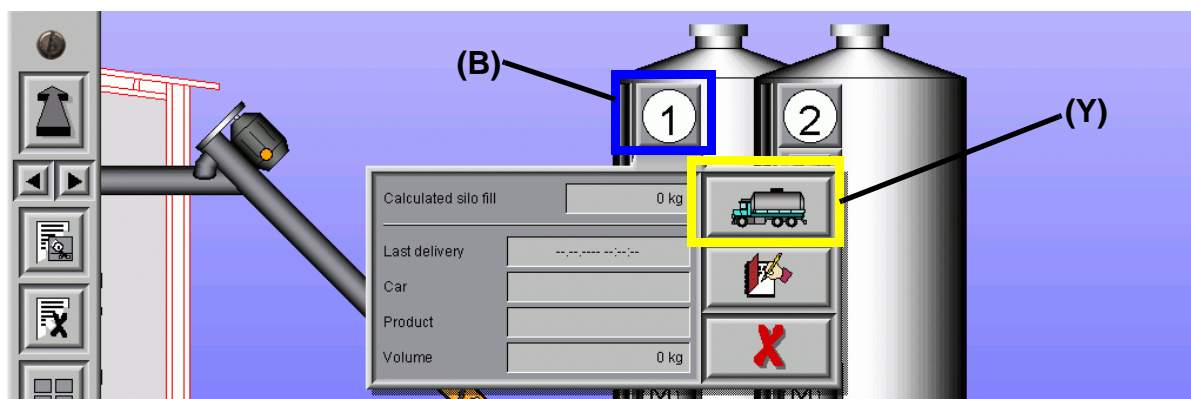 (B)
1
2
(Y)
Calculated silo fill 0 kg
Last delivery --.--.---- --:--:--
Car
Product
Volume 0 kg
M M